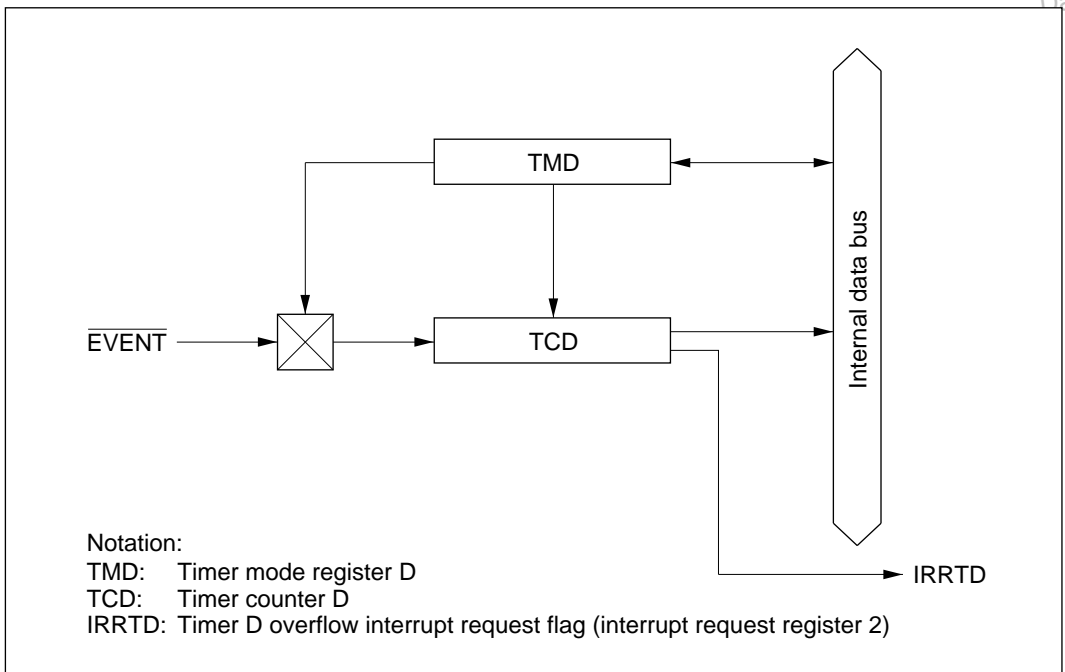 TMD
EVENT
TCD
Internal data bus
IRRTD
Notation:
TMD: Timer mode register D
TCD: Timer counter D
IRRTD: Timer D overflow interrupt request flag (interrupt request register 2)